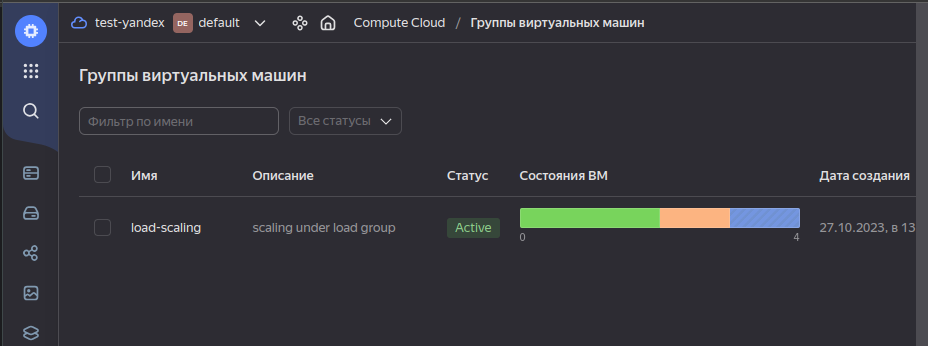 test-yandex DE default Compute Cloud / Группы виртуальных машин
Группы виртуальных машин
Фильтр по имени Все статусы
Имя Описание Статус Состояния ВМ Дата создания
load-scaling scaling under load group Active 27.10.2023, в 13
0 4